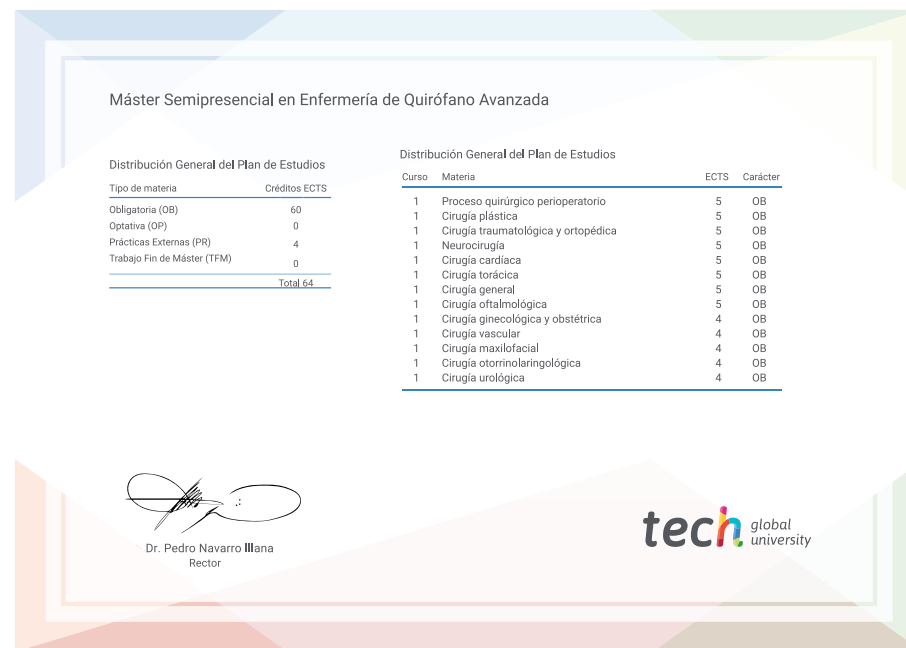 Máster Semipresencial en Enfermería de Quirófano Avanzada
Distribución General del Plan de Estudios
Tipo de materia Créditos ECTS
Obligatoria (OB) 60
Optativa (OP) 0
Prácticas Externas (PR) 4
Trabajo Fin de Máster (TFM) 0
Total 64
Distribución General del Plan de Estudios
Curso Materia ECTS Carácter
1 Proceso quirúrgico perioperatorio 5 OB
1 Cirugía plástica 5 OB
1 Cirugía traumatológica y ortopédica 5 OB
1 Neurocirugía 5 OB
1 Cirugía cardíaca 5 OB
1 Cirugía torácica 5 OB
1 Cirugía general 5 OB
1 Cirugía oftalmológica 5 OB
1 Cirugía ginecológica y obstétrica 4 OB
1 Cirugía vascular 4 OB
1 Cirugía maxilofacial 4 OB
1 Cirugía otorrinolaringológica 4 OB
1 Cirugía urológica 4 OB
Dr. Pedro Navarro Illana
Rector
tech global university